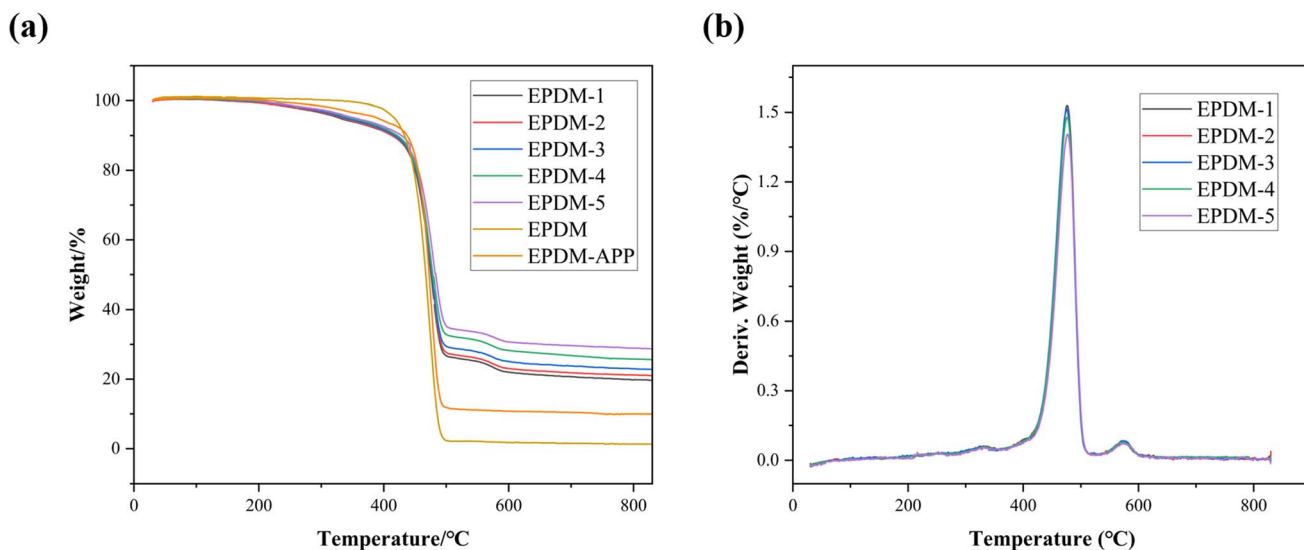 (a)
Weight/%
100
80
60
40
20
0
0
200
400
600
800
Temperature/°C
EPDM-1
EPDM-2
EPDM-3
EPDM-4
EPDM-5
EPDM
EPDM-APP
(b)
Deriv. Weight (%/°C)
1.5
1.2
0.9
0.6
0.3
0.0
0
200
400
600
800
Temperature (°C)
EPDM-1
EPDM-2
EPDM-3
EPDM-4
EPDM-5